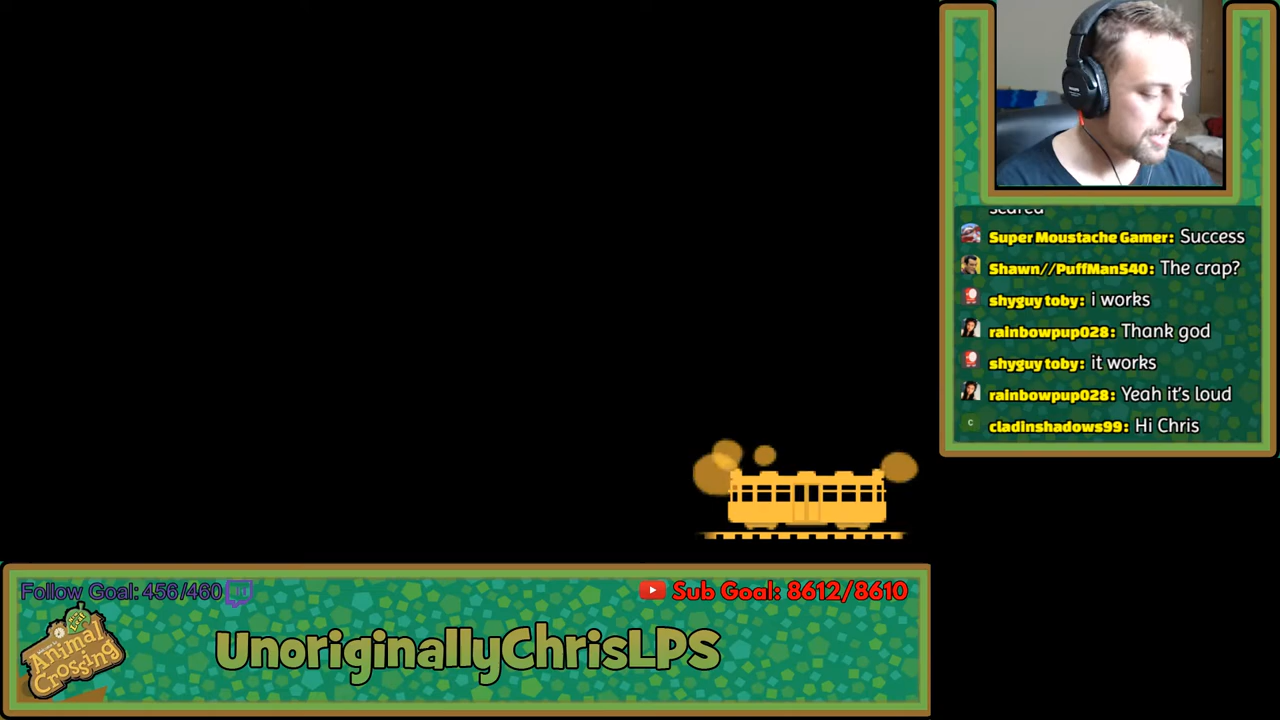 scared
Super Moustache Gamer: Success
Shawn//PuffMan540: The crap?
shyguy toby: i works
rainbowpup028: Thank god
shyguy toby: it works
rainbowpup028: Yeah it's loud
C cladinshadows99: Hi Chris
Follow Goal: 456/460
Sub Goal: 8612/8610
Animal
Crossing
UnoriginallyChrisLPS